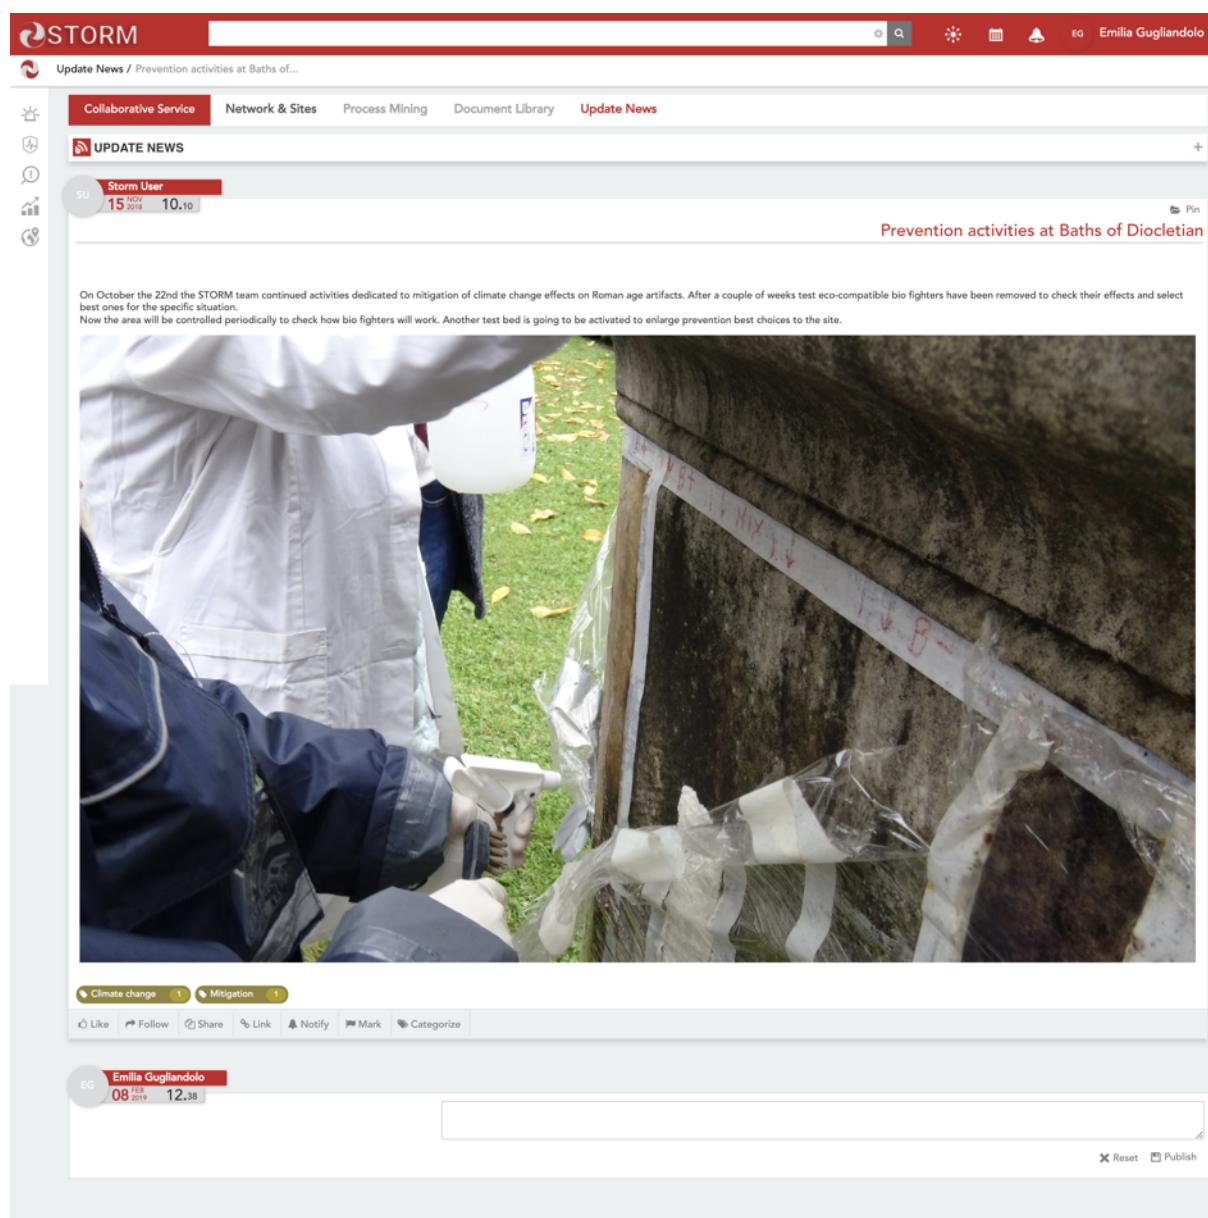 STORM
EG Emilia Gugliandolo
Update News / Prevention activities at Baths of...
Collaborative Service Network & Sites Process Mining Document Library Update News
UPDATE NEWS
SU
Storm User
15 NOV 2018 10.10
Pin
Prevention activities at Baths of Diocletian
On October the 22nd the STORM team continued activities dedicated to mitigation of climate change effects on Roman age artifacts. After a couple of weeks test eco-compatible bio fighters have been removed to check their effects and select
best ones for the specific situation.
Now the area will be controlled periodically to check how bio fighters will work. Another test bed is going to be activated to enlarge prevention best choices to the site.
B+
MIX
B-
Climate change 1 Mitigation 1
Like Follow Share Link Notify Mark Categorize
EG
Emilia Gugliandolo
08 FEB 2019 12.38
Reset Publish